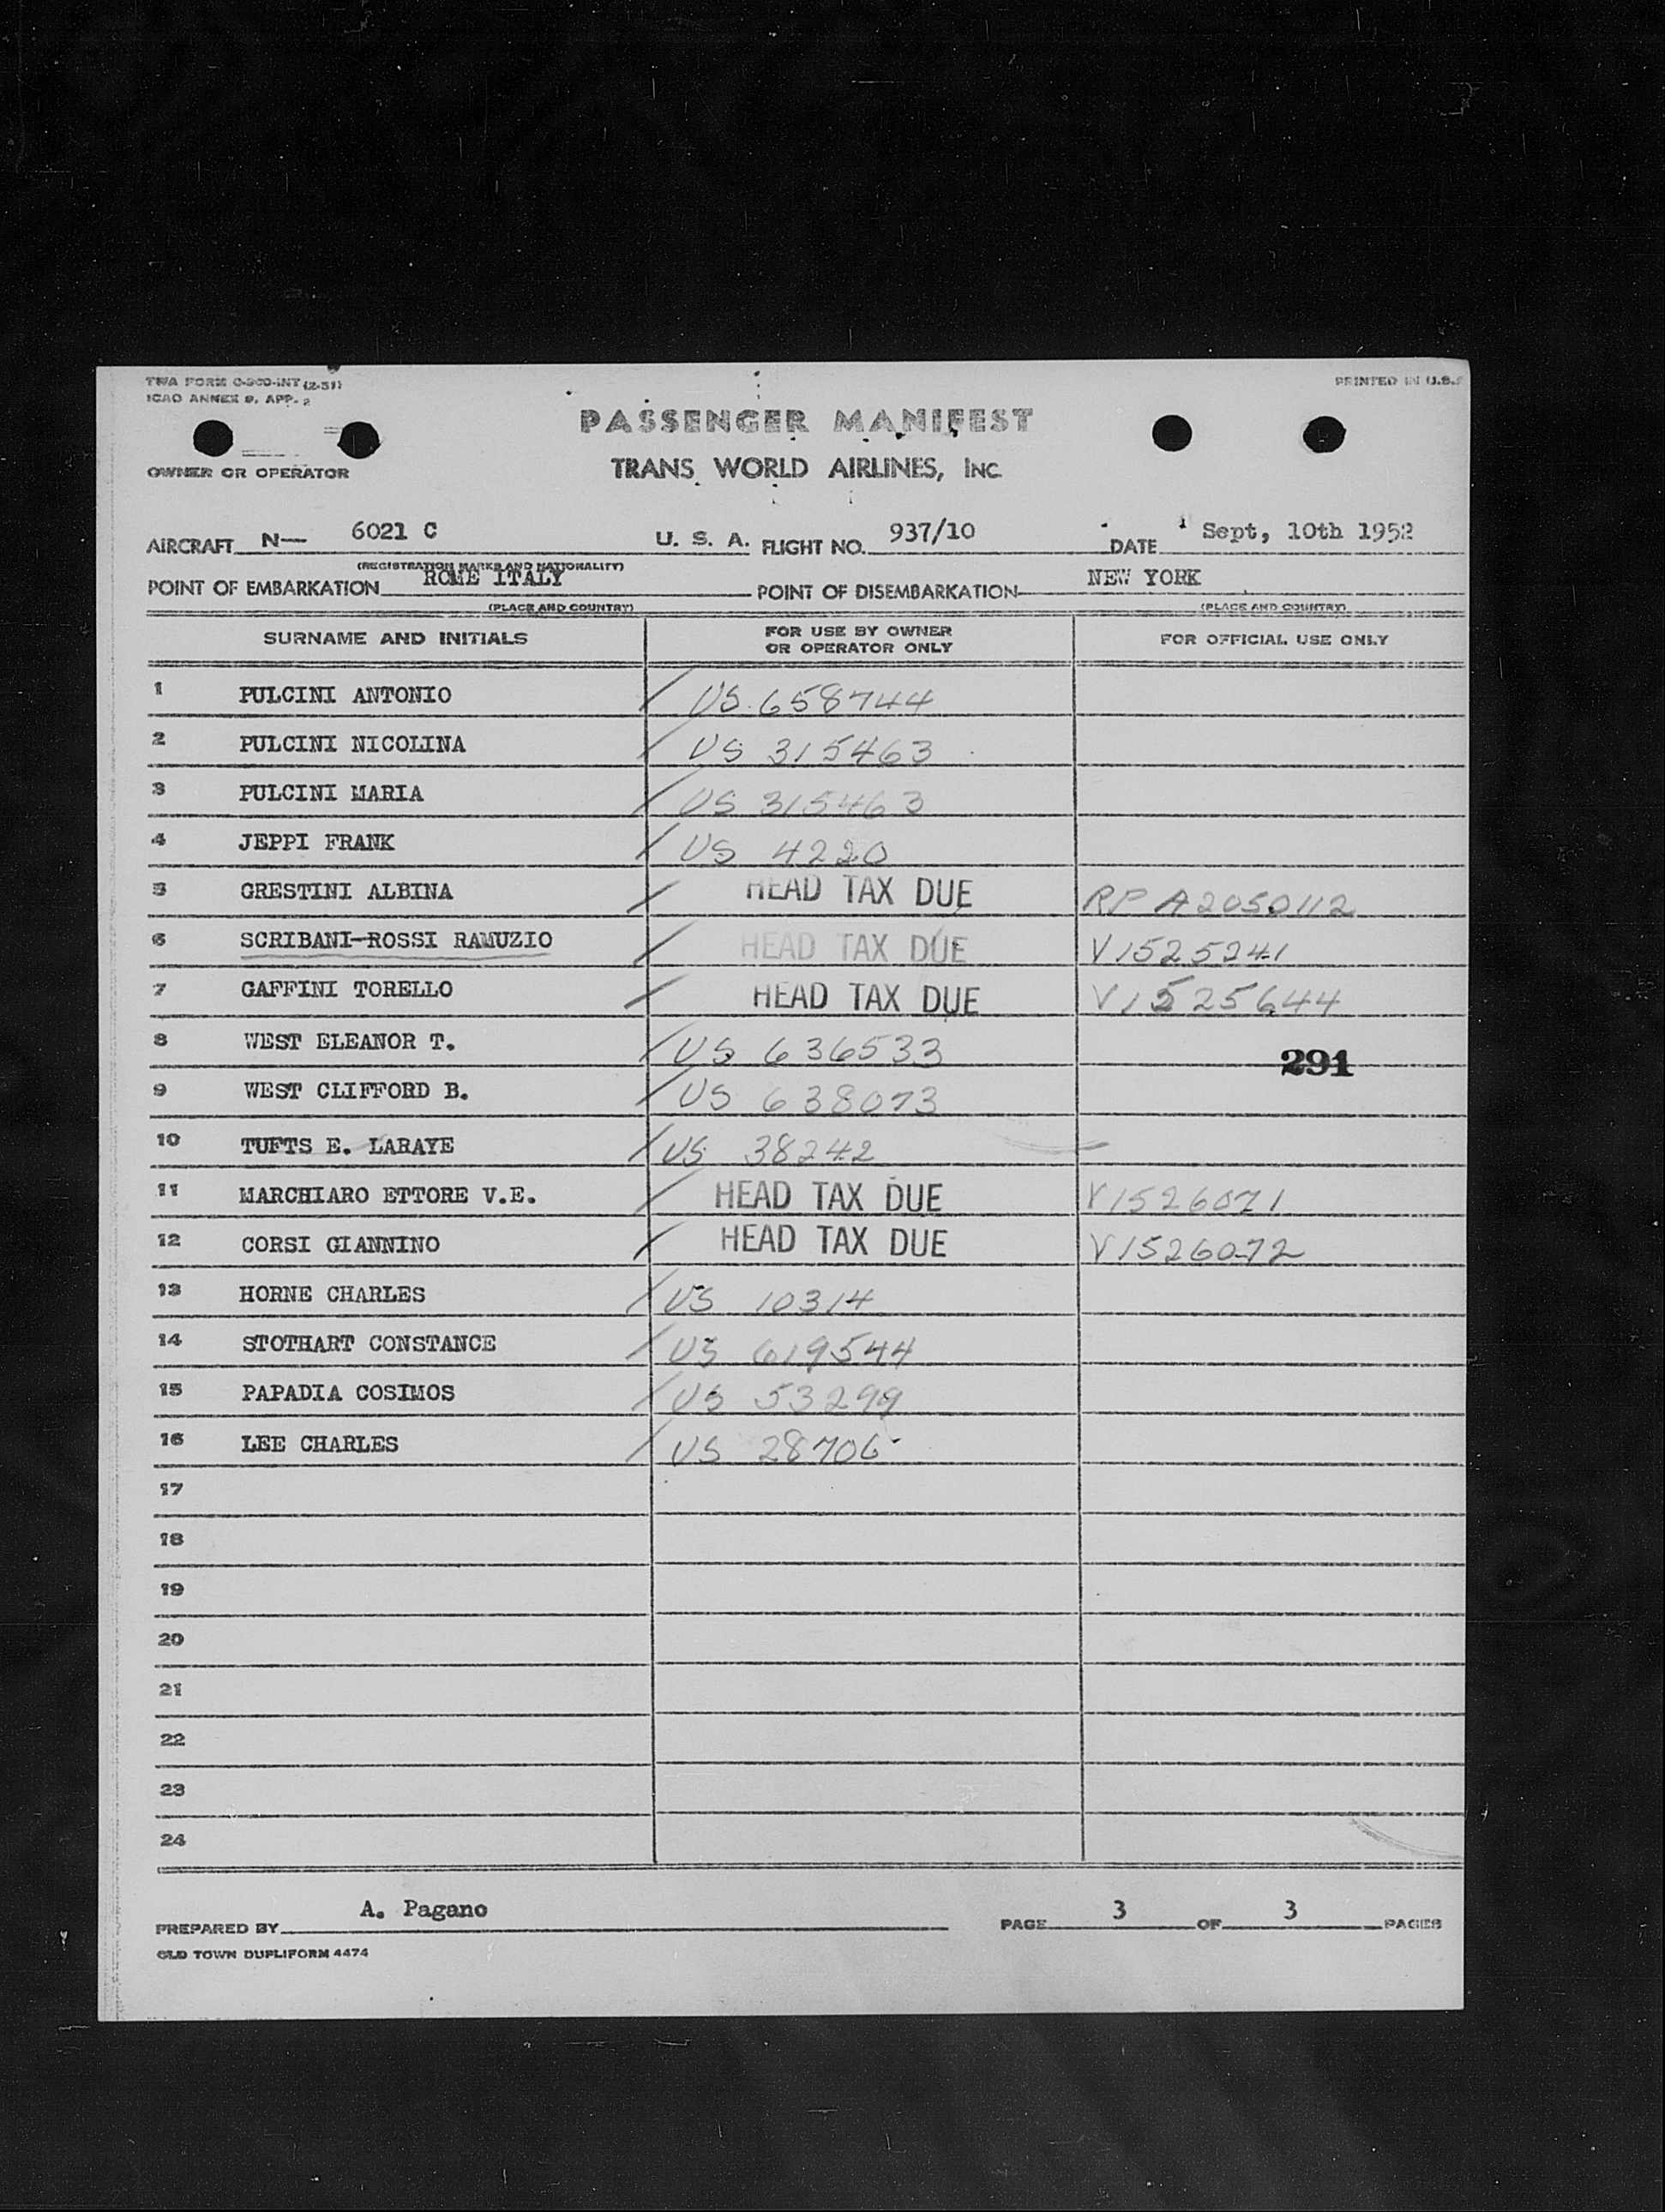 TWA FORM O-900-INT (2-51)
ICAO ANNEX 9, APP. 2
PRINTED IN U.S.
PASSENGER MANIFEST
OWNER OR OPERATOR
TRANS WORLD AIRLINES, INC.
AIRCRAFT N— 6021 C U. S. A. FLIGHT NO. 937/10 DATE Sept, 10th 1952
(REGISTRATION MARKS AND NATIONALITY)
POINT OF EMBARKATION ROME ITALY POINT OF DISEMBARKATION NEW YORK
(PLACE AND COUNTRY) (PLACE AND COUNTRY)
SURNAME AND INITIALS FOR USE BY OWNER OR OPERATOR ONLY FOR OFFICIAL USE ONLY
1 PULCINI ANTONIO / US 658744
2 PULCINI NICOLINA / US 315463
3 PULCINI MARIA / US 315463
4 JEPPI FRANK / US 4220
5 GRESTINI ALBINA / HEAD TAX DUE RP A2050112
6 SCRIBANI-ROSSI RAMUZIO / HEAD TAX DUE V1525241
7 GAFFINI TORELLO / HEAD TAX DUE V1525644
8 WEST ELEANOR T. / US 636533
291
9 WEST CLIFFORD B. / US 638073
10 TUFTS E. LARAYE / US 38242
11 MARCHIARO ETTORE V.E. / HEAD TAX DUE V1526071
12 CORSI GIANNINO / HEAD TAX DUE V1526072
13 HORNE CHARLES / US 10314
14 STOTHART CONSTANCE / US 619544
15 PAPADIA COSIMOS / US 53299
16 LEE CHARLES / US 28706
17
18
19
20
21
22
23
24
PREPARED BY A. Pagano PAGE 3 OF 3 PAGES
OLD TOWN DUPLIFORM 4474